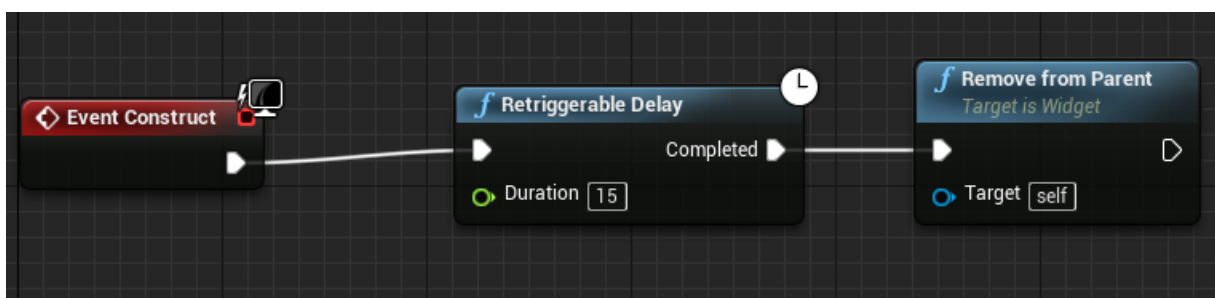 Event Construct
Retriggerable Delay
Completed
Duration 15
Remove from Parent
Target is Widget
Target self